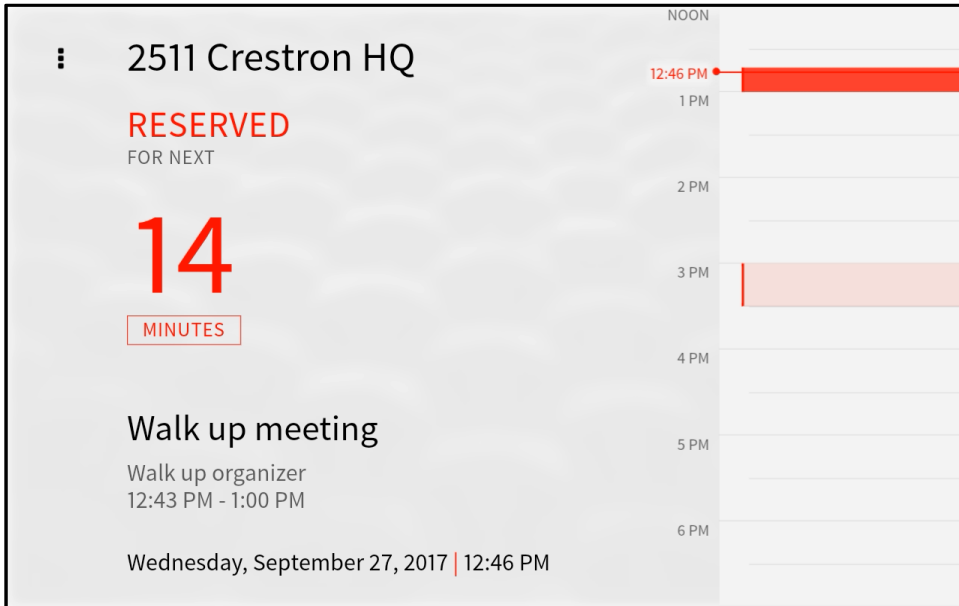 2511 Crestron HQ
RESERVED
FOR NEXT
14
MINUTES
Walk up meeting
Walk up organizer
12:43 PM - 1:00 PM
Wednesday, September 27, 2017 | 12:46 PM
NOON
12:46 PM
1 PM
2 PM
3 PM
4 PM
5 PM
6 PM